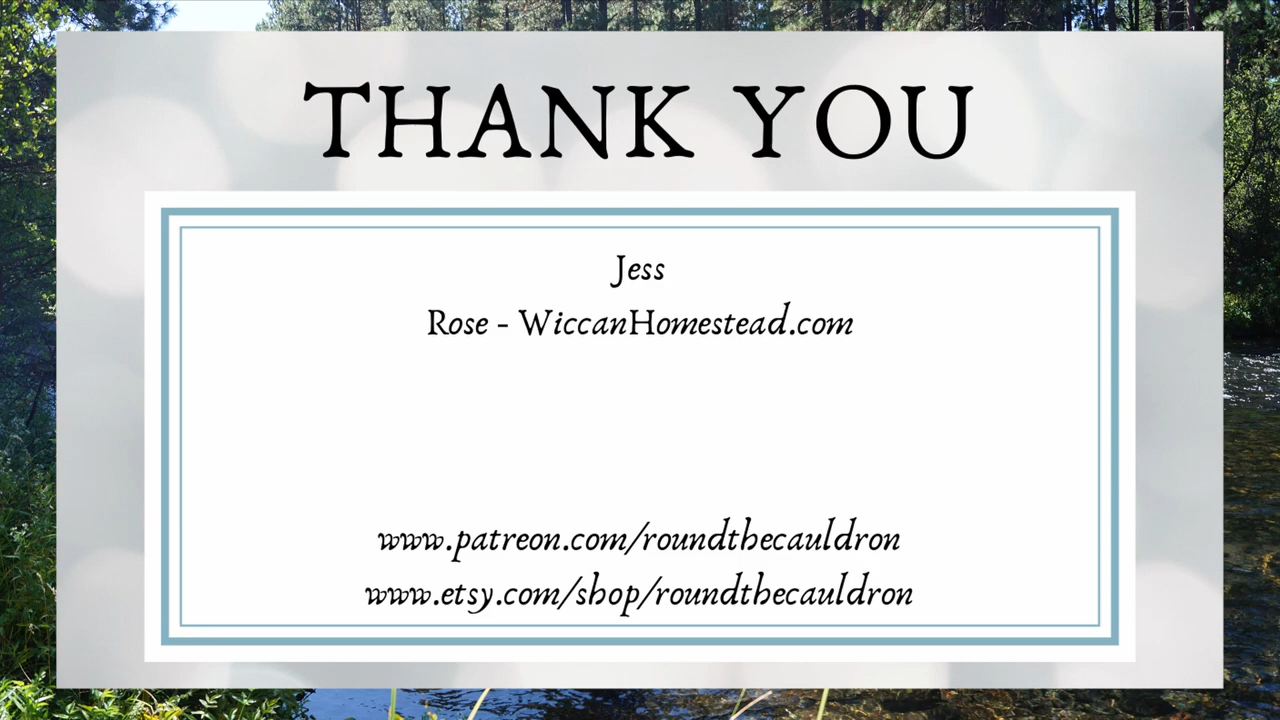 THANK YOU
Jess
Rose - WiccanHomestead.com
www.patreon.com/roundthecauldron
www.etsy.com/shop/roundthecauldron